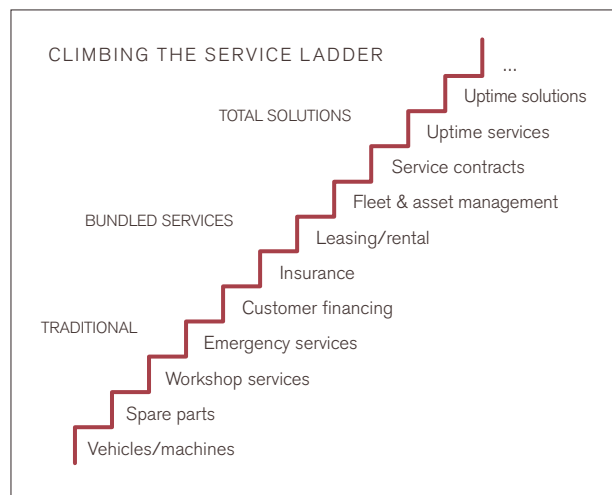 CLIMBING THE SERVICE LADDER
...
Uptime solutions
TOTAL SOLUTIONS
Uptime services
Service contracts
Fleet & asset management
BUNDLED SERVICES
Leasing/rental
Insurance
Customer financing
TRADITIONAL
Emergency services
Workshop services
Spare parts
Vehicles/machines